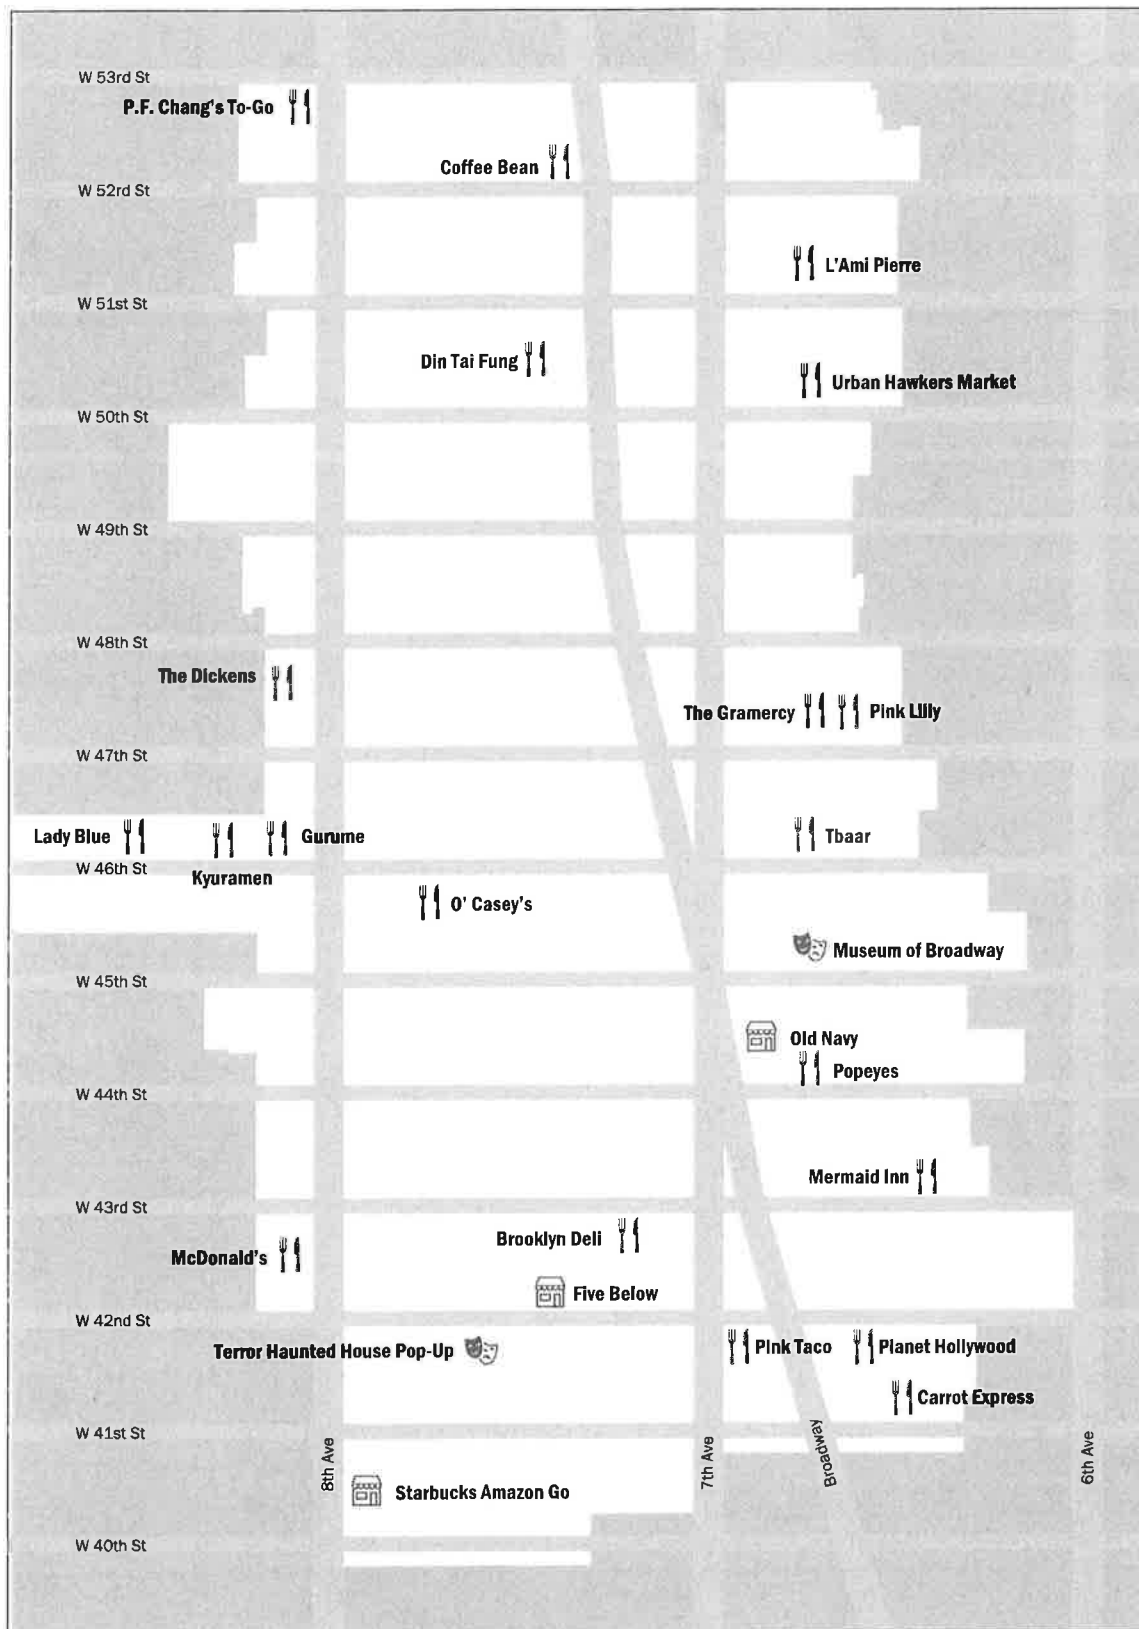 W 53rd St
P.F. Chang's To-Go
Coffee Bean
W 52rd St
L'Ami Pierre
W 51st St
Din Tai Fung
Urban Hawkers Market
W 50th St
W 49th St
W 48th St
The Dickens
The Gramercy
Pink Lilly
W 47th St
Lady Blue
Gurume
Tbaar
W 46th St
Kyuramen
O' Casey's
Museum of Broadway
W 45th St
Old Navy
Popeyes
W 44th St
Mermaid Inn
W 43rd St
Brooklyn Deli
McDonald's
Five Below
W 42nd St
Terror Haunted House Pop-Up
Pink Taco
Planet Hollywood
Carrot Express
W 41st St
8th Ave
7th Ave
Broadway
6th Ave
Starbucks Amazon Go
W 40th St